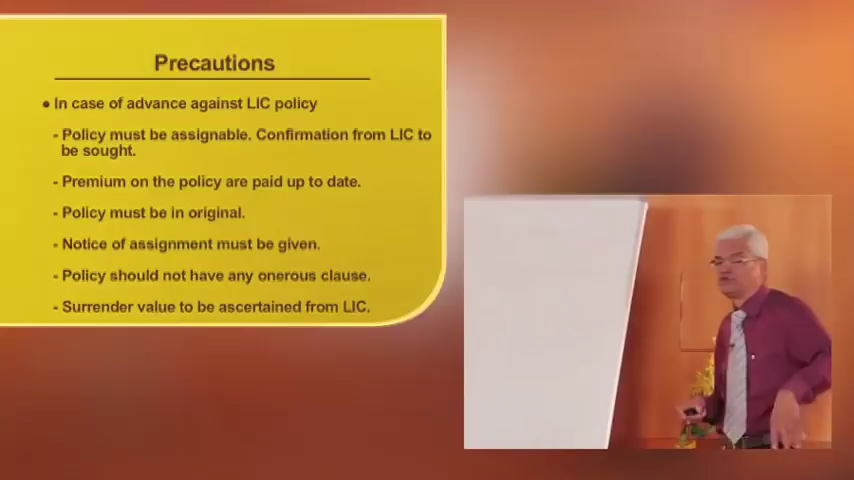 Precautions
● In case of advance against LIC policy
- Policy must be assignable. Confirmation from LIC to
be sought.
- Premium on the policy are paid up to date.
- Policy must be in original.
- Notice of assignment must be given.
- Policy should not have any onerous clause.
- Surrender value to be ascertained from LIC.